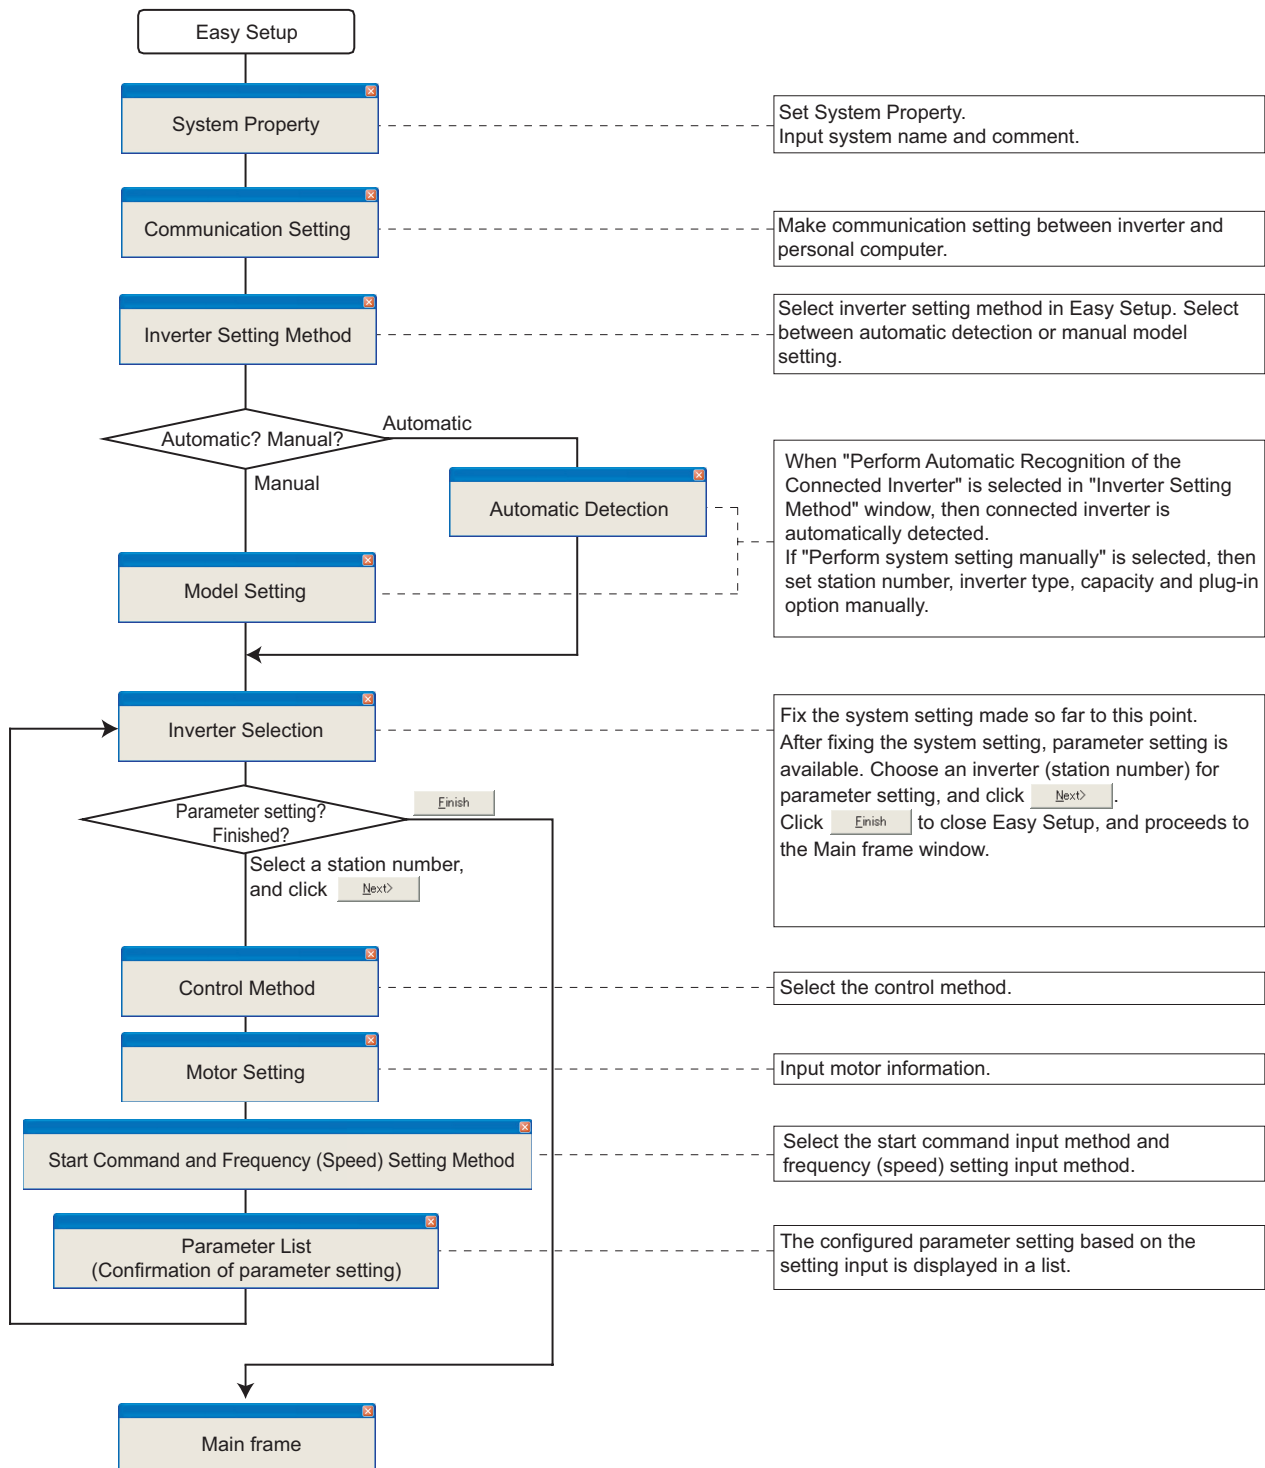 Easy Setup
System Property
Set System Property.
Input system name and comment.
Communication Setting
Make communication setting between inverter and
personal computer.
Inverter Setting Method
Select inverter setting method in Easy Setup. Select
between automatic detection or manual model
setting.
Automatic? Manual?
Automatic
Manual
Automatic Detection
When "Perform Automatic Recognition of the
Connected Inverter" is selected in "Inverter Setting
Method" window, then connected inverter is
automatically detected.
If "Perform system setting manually" is selected, then
set station number, inverter type, capacity and plug-in
option manually.
Model Setting
Inverter Selection
Fix the system setting made so far to this point.
After fixing the system setting, parameter setting is
available. Choose an inverter (station number) for
parameter setting, and click Next> .
Click Finish to close Easy Setup, and proceeds to
the Main frame window.
Parameter setting?
Finished?
Finish
Select a station number,
and click Next>
Control Method
Select the control method.
Motor Setting
Input motor information.
Start Command and Frequency (Speed) Setting Method
Select the start command input method and
frequency (speed) setting input method.
Parameter List
(Confirmation of parameter setting)
The configured parameter setting based on the
setting input is displayed in a list.
Main frame